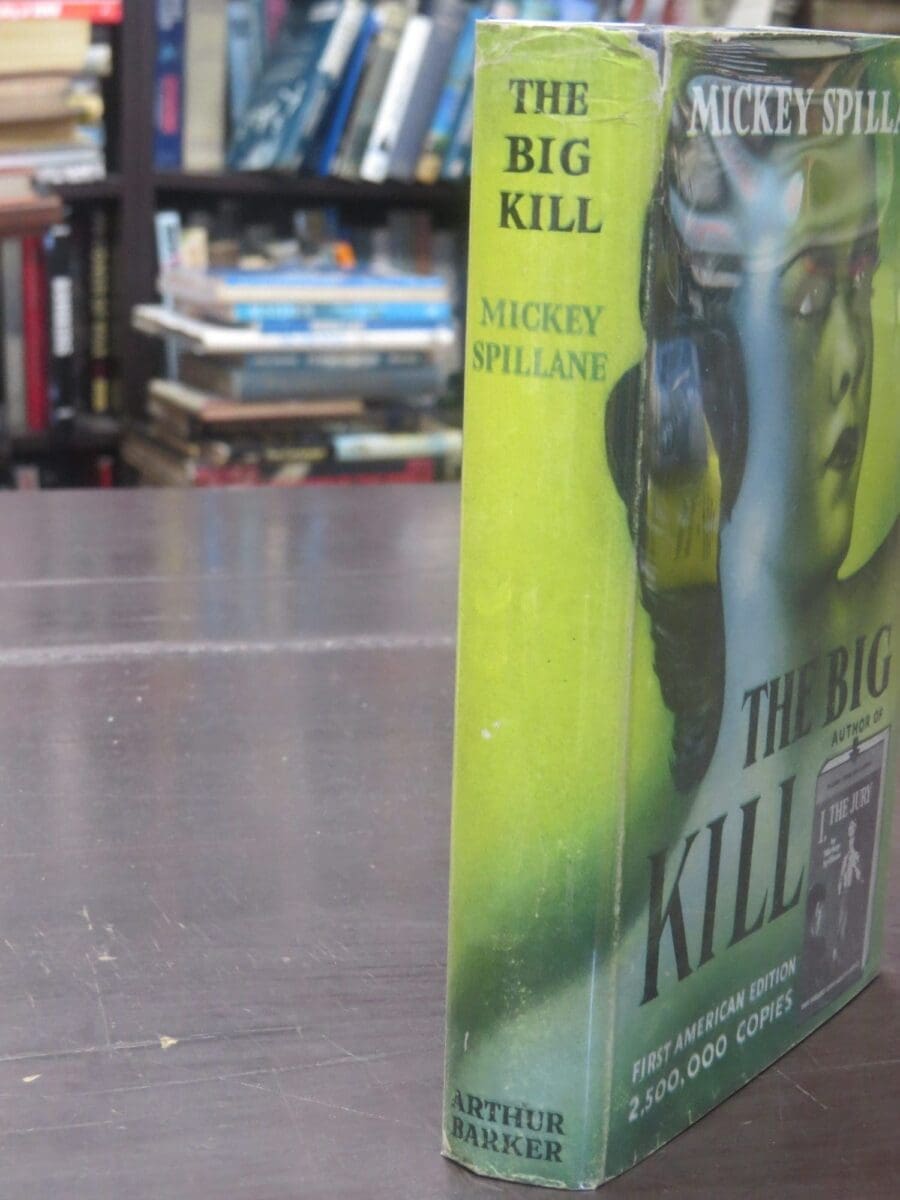 THE
BIG
KILL
MICKEY
SPILLANE
ARTHUR
BARKER
MICKEY SPILLA
THE BIG
KILL
AUTHOR OF
I, THE JURY
FIRST AMERICAN EDITION
2,500,000 COPIES